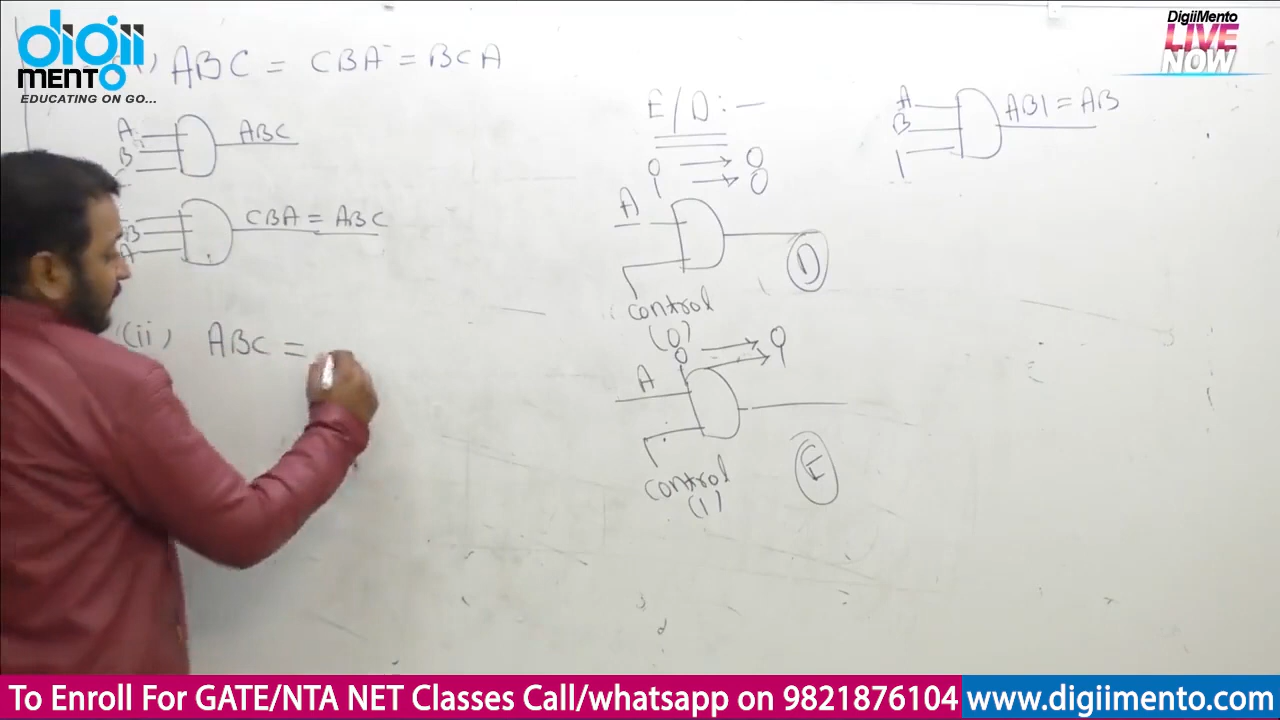 digii
MENTO
EDUCATING ON GO...
DigiiMento
LIVE
NOW
ABC = CBA = BCA
A
B
ABC
B
A
CBA = ABC
(ii) ABC =
E/D: —
0 → 0
1 → 0
A
D
control
(0)
0 → 0
1 → 1
A
E
control
(1)
A
B
1
AB1 = AB
To Enroll For GATE/NTA NET Classes Call/whatsapp on 9821876104 www.digiimento.com